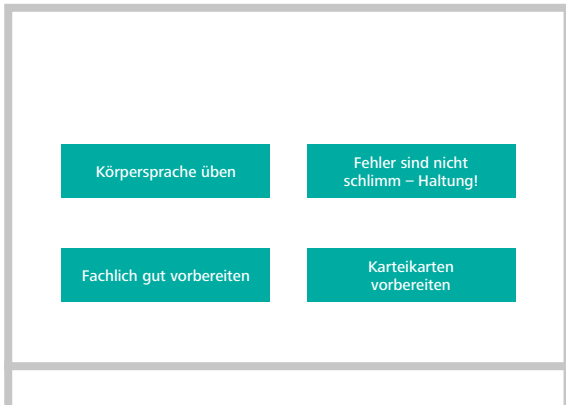 Körpersprache üben
Fehler sind nicht
schlimm – Haltung!
Fachlich gut vorbereiten
Karteikarten
vorbereiten